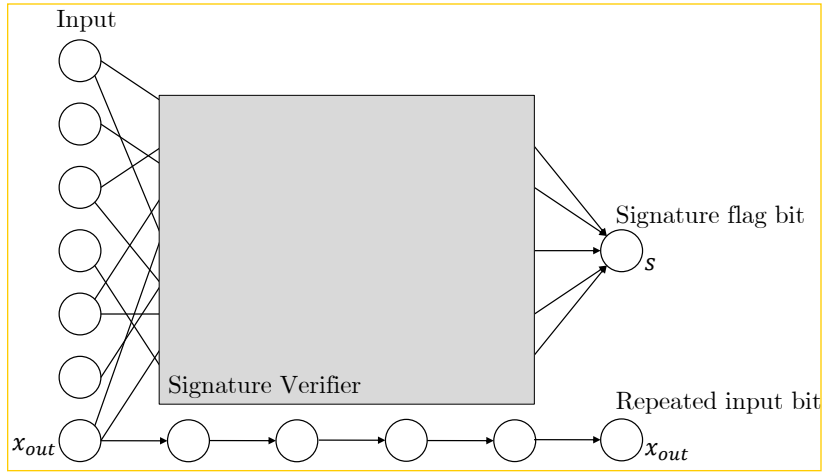 Input
Signature flag bit
s
Signature Verifier
Repeated input bit
x_out
x_out